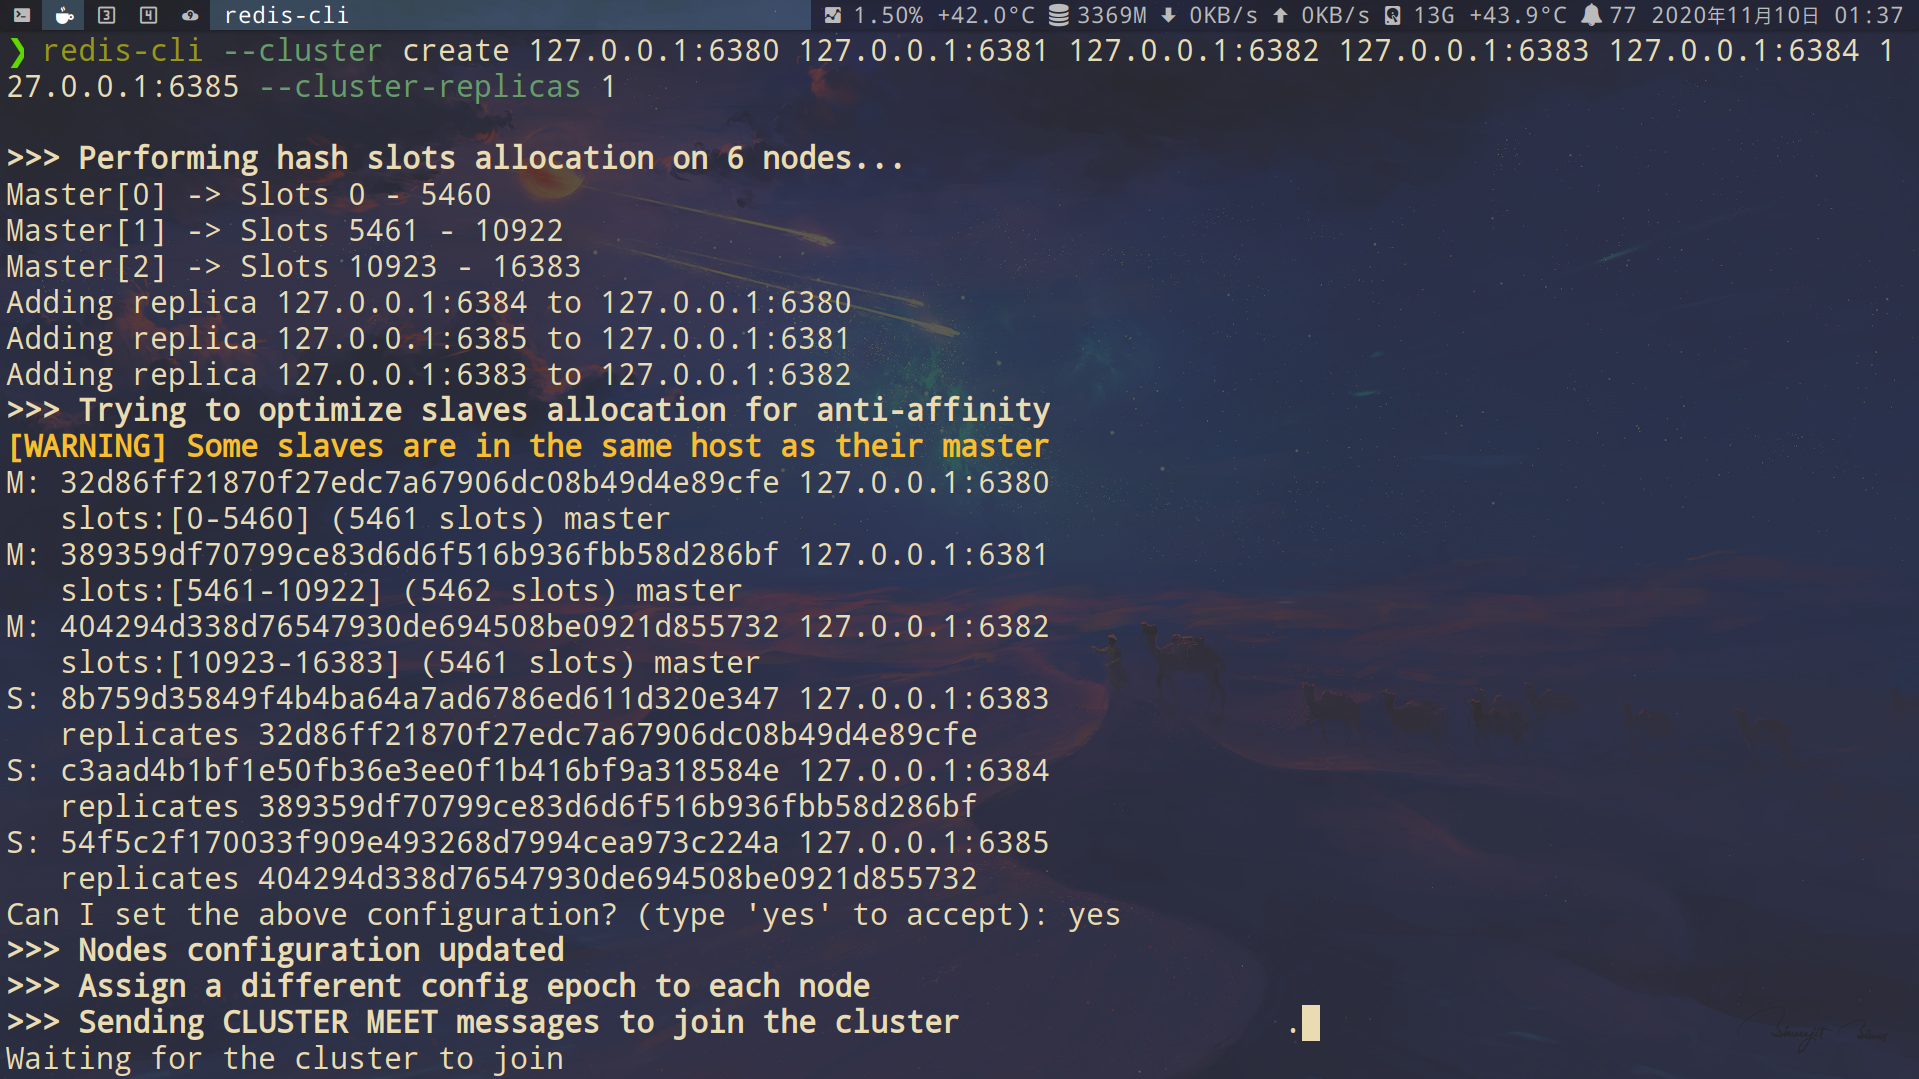 3 4 redis-cli 1.50% +42.0°C 3369M 0KB/s 0KB/s 13G +43.9°C 77 2020年11月10日 01:37
❯ redis-cli --cluster create 127.0.0.1:6380 127.0.0.1:6381 127.0.0.1:6382 127.0.0.1:6383 127.0.0.1:6384 1
27.0.0.1:6385 --cluster-replicas 1
>>> Performing hash slots allocation on 6 nodes...
Master[0] -> Slots 0 - 5460
Master[1] -> Slots 5461 - 10922
Master[2] -> Slots 10923 - 16383
Adding replica 127.0.0.1:6384 to 127.0.0.1:6380
Adding replica 127.0.0.1:6385 to 127.0.0.1:6381
Adding replica 127.0.0.1:6383 to 127.0.0.1:6382
>>> Trying to optimize slaves allocation for anti-affinity
[WARNING] Some slaves are in the same host as their master
M: 32d86ff21870f27edc7a67906dc08b49d4e89cfe 127.0.0.1:6380
   slots:[0-5460] (5461 slots) master
M: 389359df70799ce83d6d6f516b936fbb58d286bf 127.0.0.1:6381
   slots:[5461-10922] (5462 slots) master
M: 404294d338d76547930de694508be0921d855732 127.0.0.1:6382
   slots:[10923-16383] (5461 slots) master
S: 8b759d35849f4b4ba64a7ad6786ed611d320e347 127.0.0.1:6383
   replicates 32d86ff21870f27edc7a67906dc08b49d4e89cfe
S: c3aad4b1bf1e50fb36e3ee0f1b416bf9a318584e 127.0.0.1:6384
   replicates 389359df70799ce83d6d6f516b936fbb58d286bf
S: 54f5c2f170033f909e493268d7994cea973c224a 127.0.0.1:6385
   replicates 404294d338d76547930de694508be0921d855732
Can I set the above configuration? (type 'yes' to accept): yes
>>> Nodes configuration updated
>>> Assign a different config epoch to each node
>>> Sending CLUSTER MEET messages to join the cluster .
Waiting for the cluster to join